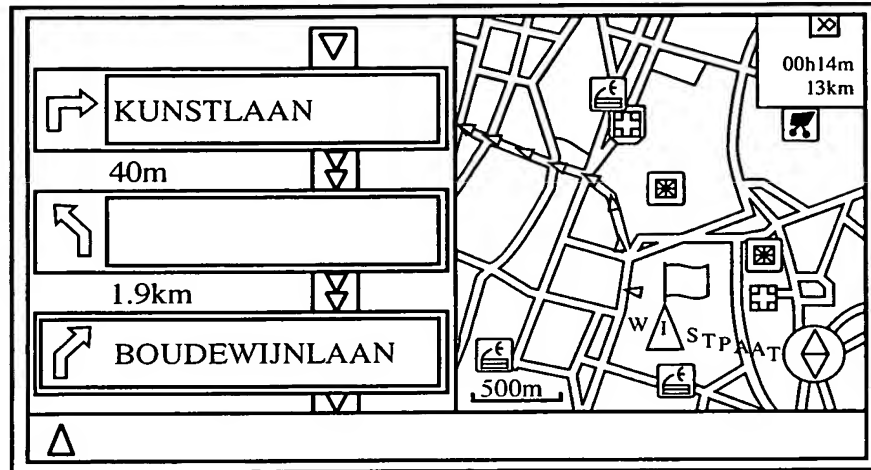 KUNSTLAAN
40m
1.9km
BOUDEWIJNLAAN
00h14m
13km
W I STPAAT
500m